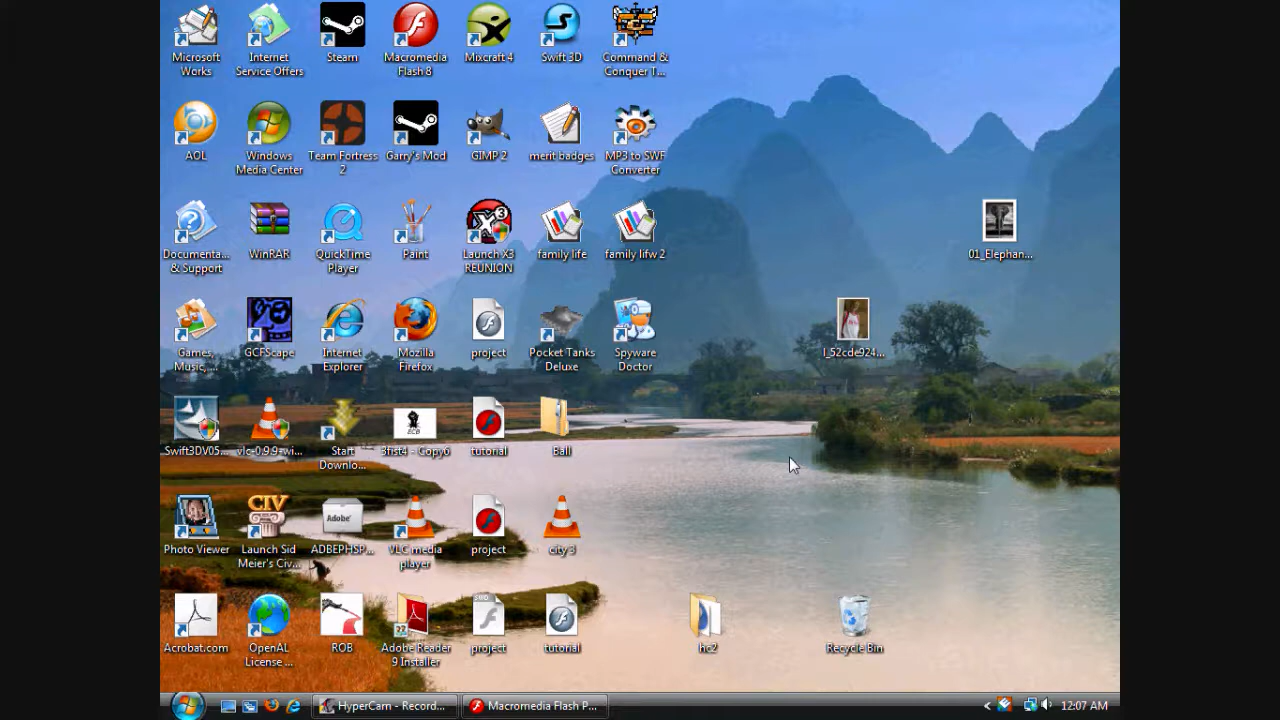 Microsoft Works
Internet Service Offers
Steam
Macromedia Flash 8
Mixcraft 4
Swift 3D
Command & Conquer T...
AOL
Windows Media Center
Team Fortress 2
Garry's Mod
GIMP 2
merit badges
MP3 to SWF Converter
Documenta... & Support
WinRAR
QuickTime Player
Paint
Launch X3 REUNION
family life
family lifw 2
01_Elephan...
Games, Music, ...
GCFScape
Internet Explorer
Mozilla Firefox
project
Pocket Tanks Deluxe
Spyware Doctor
l_52cde924...
Swift3DV05...
vlc-0.9.9-wi...
Start Downlo...
3fist4 - Copy6
tutorial
Ball
Photo Viewer
Launch Sid Meier's Civ...
ADBEPHSP...
VLC media player
project
city 3
Acrobat.com
OpenAL License ...
ROB
Adobe Reader 9 Installer
project
tutorial
hc2
Recycle Bin
HyperCam - Record...
Macromedia Flash P...
12:07 AM